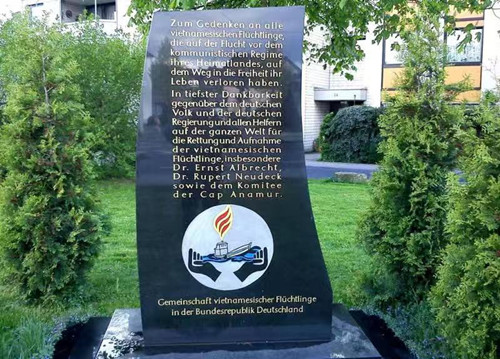 Zum Gedenken an alle
vietnamesischen Flüchtlinge,
die auf der Flucht vor dem
kommunistischen Regime
ihres Heimatlandes, auf
dem Weg in die Freiheit ihr
Leben verloren haben.
In tiefster Dankbarkeit
gegenüber dem deutschen
Volk und der deutschen
Regierung und allen Helfern
auf der ganzen Welt für
die Rettung und Aufnahme
der vietnamesischen
Flüchtlinge, insbesondere
Dr. Ernst Albrecht,
Dr. Rupert Neudeck
sowie dem Komitee
der Cap Anamur.
Gemeinschaft vietnamesischer Flüchtlinge
in der Bundesrepublik Deutschland